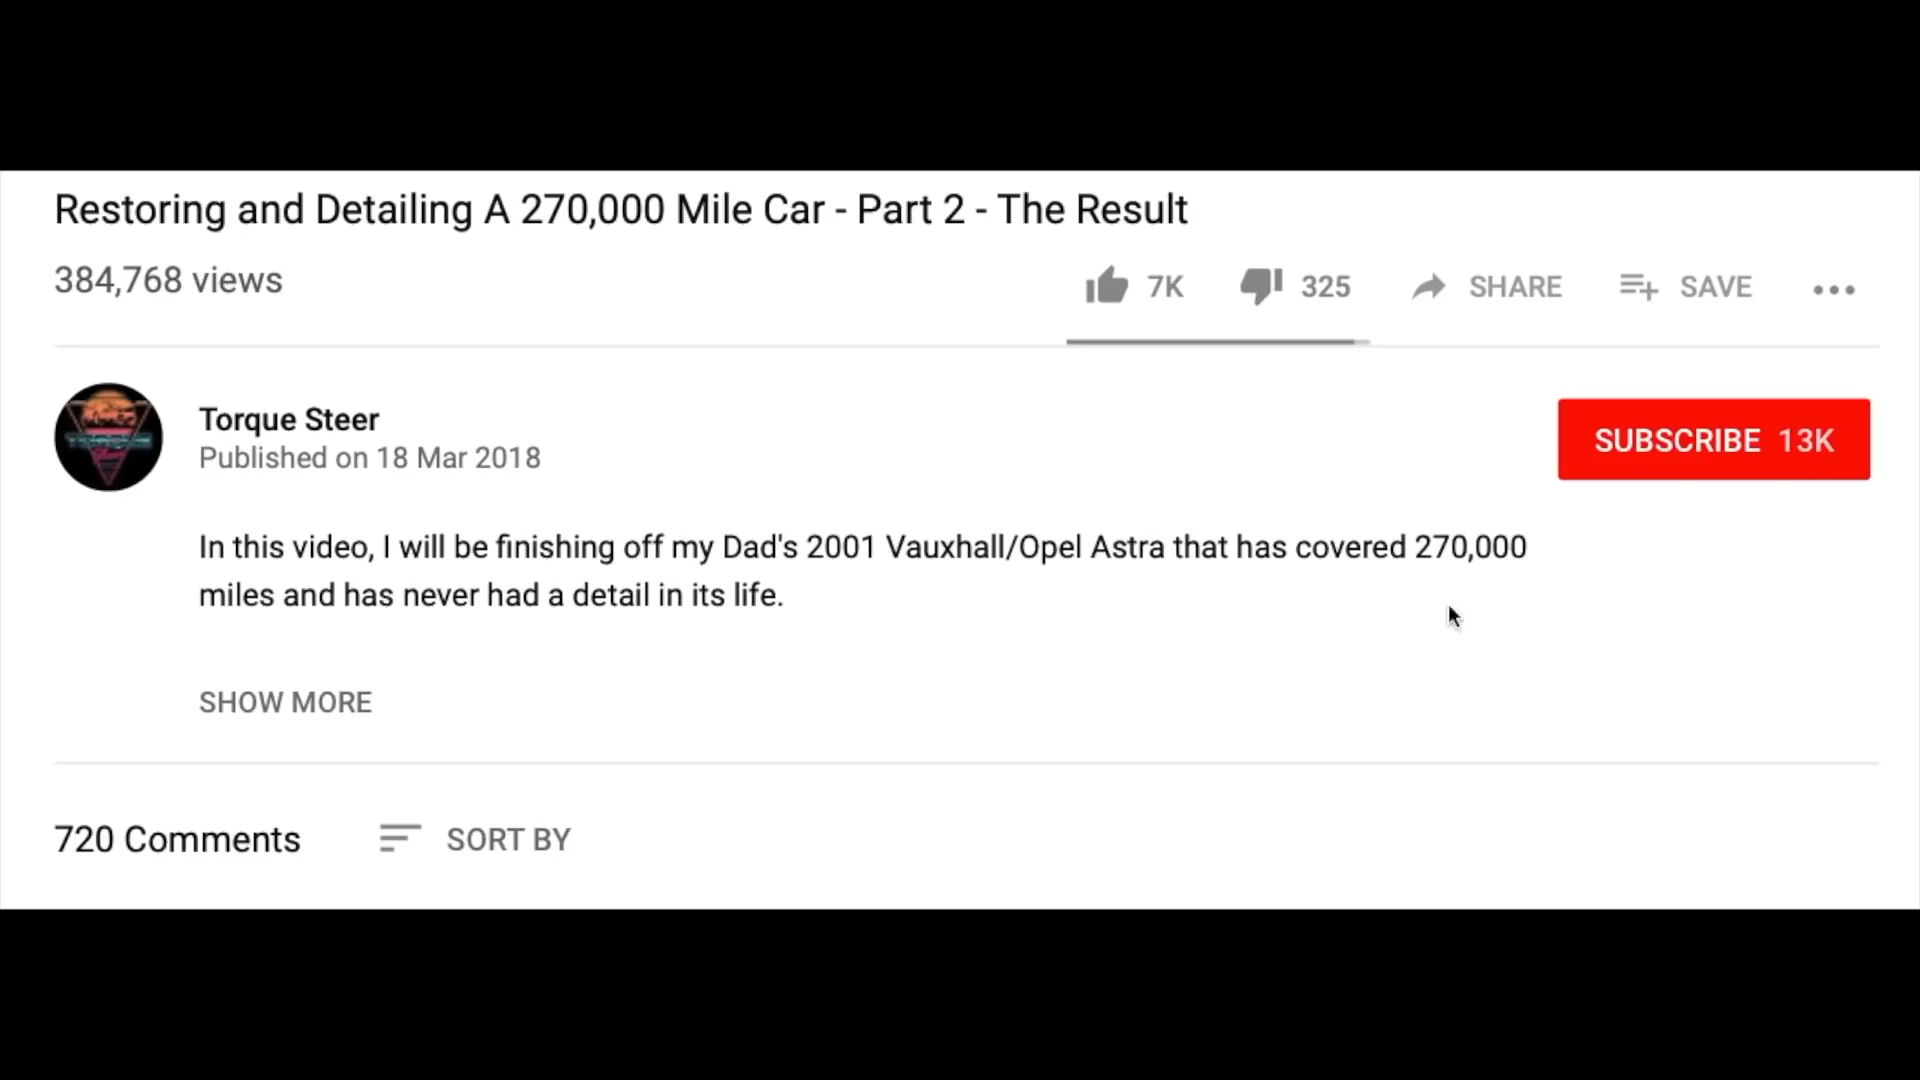 Restoring and Detailing A 270,000 Mile Car - Part 2 - The Result
384,768 views
7K 325 SHARE SAVE
Torque Steer
Published on 18 Mar 2018
SUBSCRIBE 13K
In this video, I will be finishing off my Dad's 2001 Vauxhall/Opel Astra that has covered 270,000
miles and has never had a detail in its life.
SHOW MORE
720 Comments SORT BY